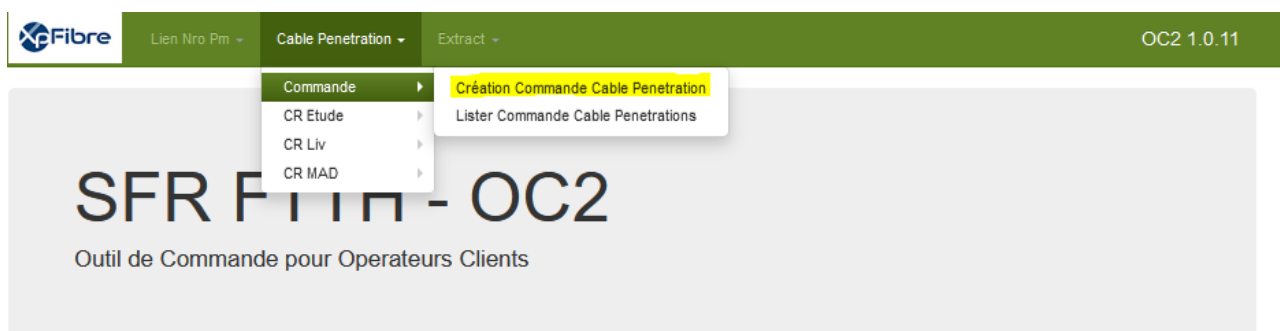 XpFibre Lien Nro Pm Cable Penetration Extract OC2 1.0.11
Commande Création Commande Cable Penetration
CR Etude Lister Commande Cable Penetrations
CR Liv
CR MAD
SFR FTTH - OC2
Outil de Commande pour Operateurs Clients